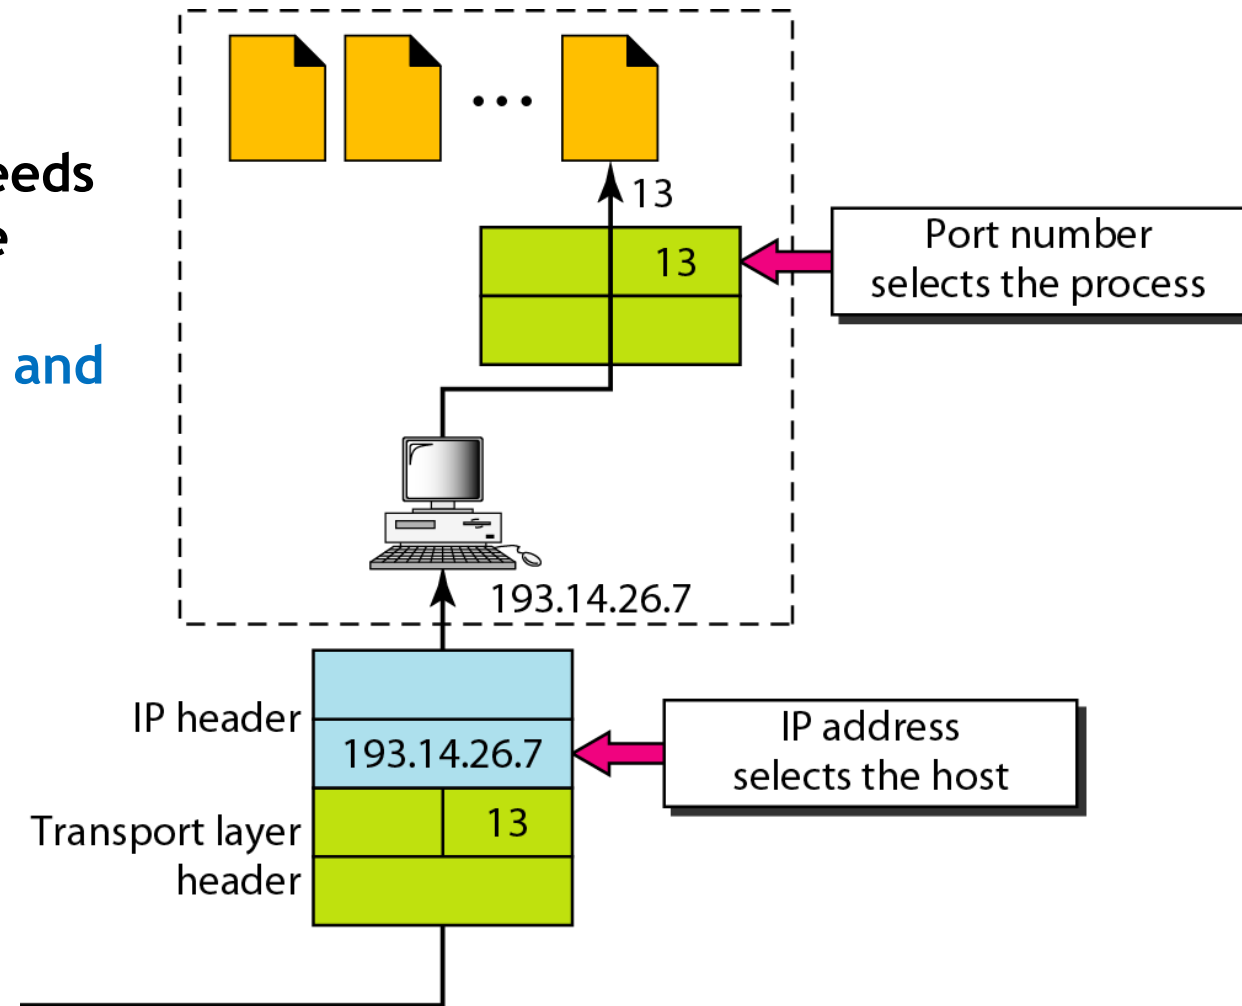 and
13
13
Port number
selects the process
193.14.26.7
IP header
193.14.26.7
IP address
selects the host
Transport layer
header
13